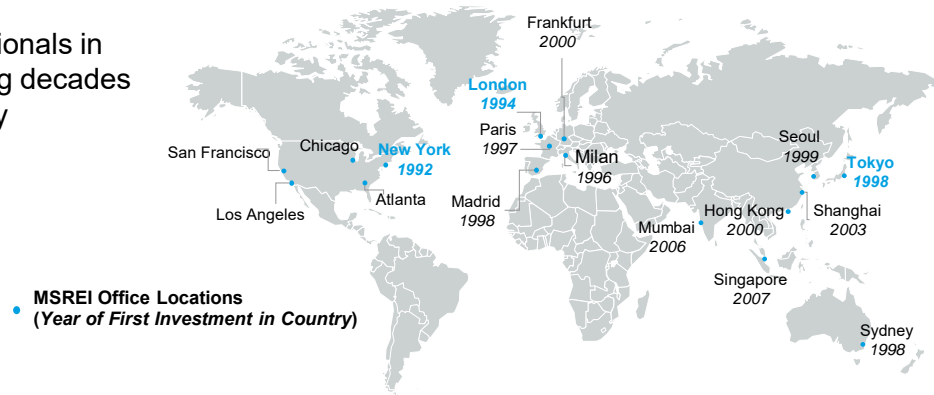 ionals in
g decades
y
Frankfurt
2000
London
1994
Paris
1997
Milan
1996
Madrid
1998
San Francisco
Chicago
New York
1992
Los Angeles
Atlanta
Seoul
1999
Tokyo
1998
Mumbai
2006
Hong Kong
2000
Shanghai
2003
Singapore
2007
Sydney
1998
MSREI Office Locations
(Year of First Investment in Country)